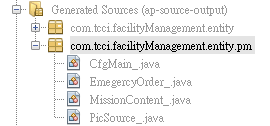 Generated Sources (ap-source-output)
com.tcci.facilityManagement.entity
com.tcci.facilityManagement.entity.pm
CfgMain_.java
EmegercyOrder_.java
MissionContent_.java
PicSource_.java